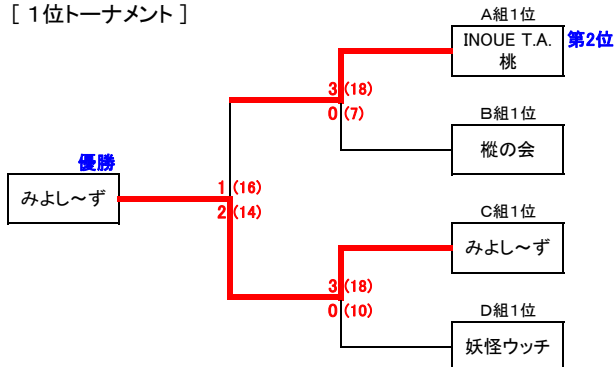 [ 1位トーナメント ]
A組1位
INOUE T.A.
桃
第2位
3 (18)
0 (7)
B組1位
樅の会
優勝
みよし～ず
1 (16)
2 (14)
C組1位
みよし～ず
3 (18)
0 (10)
D組1位
妖怪ウッチ